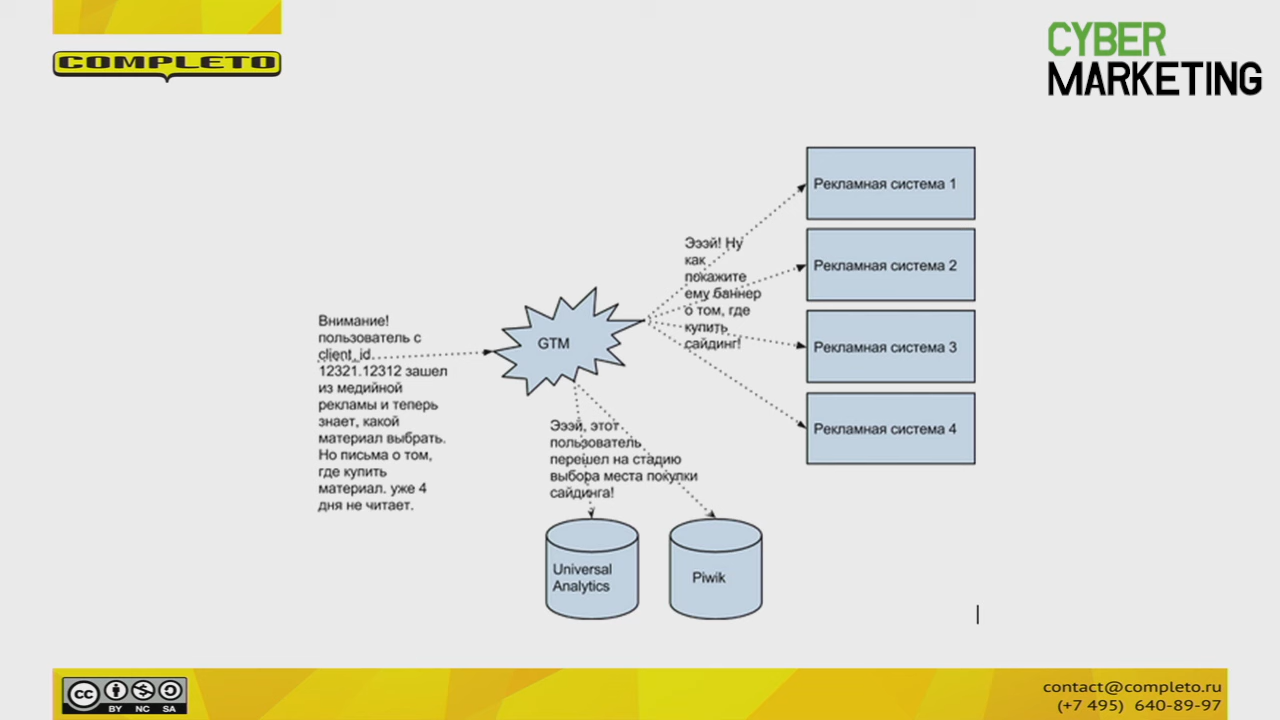 COMPLETO
CYBER
MARKETING
Рекламная система 1
Рекламная система 2
Рекламная система 3
Рекламная система 4
Эээй! Ну
как
покажите
ему баннер
о том, где
купить
сайдинг!
GTM
Внимание!
пользователь с
client_id
12321.12312 зашел
из медийной
рекламы и теперь
знает, какой
материал выбрать.
Но письма о том,
где купить
материал. уже 4
дня не читает.
Эээй, этот
пользователь
перешел на стадию
выбора места покупки
сайдинга!
Universal
Analytics
Piwik
cc
BY NC SA
contact@completo.ru
(+7 495) 640-89-97